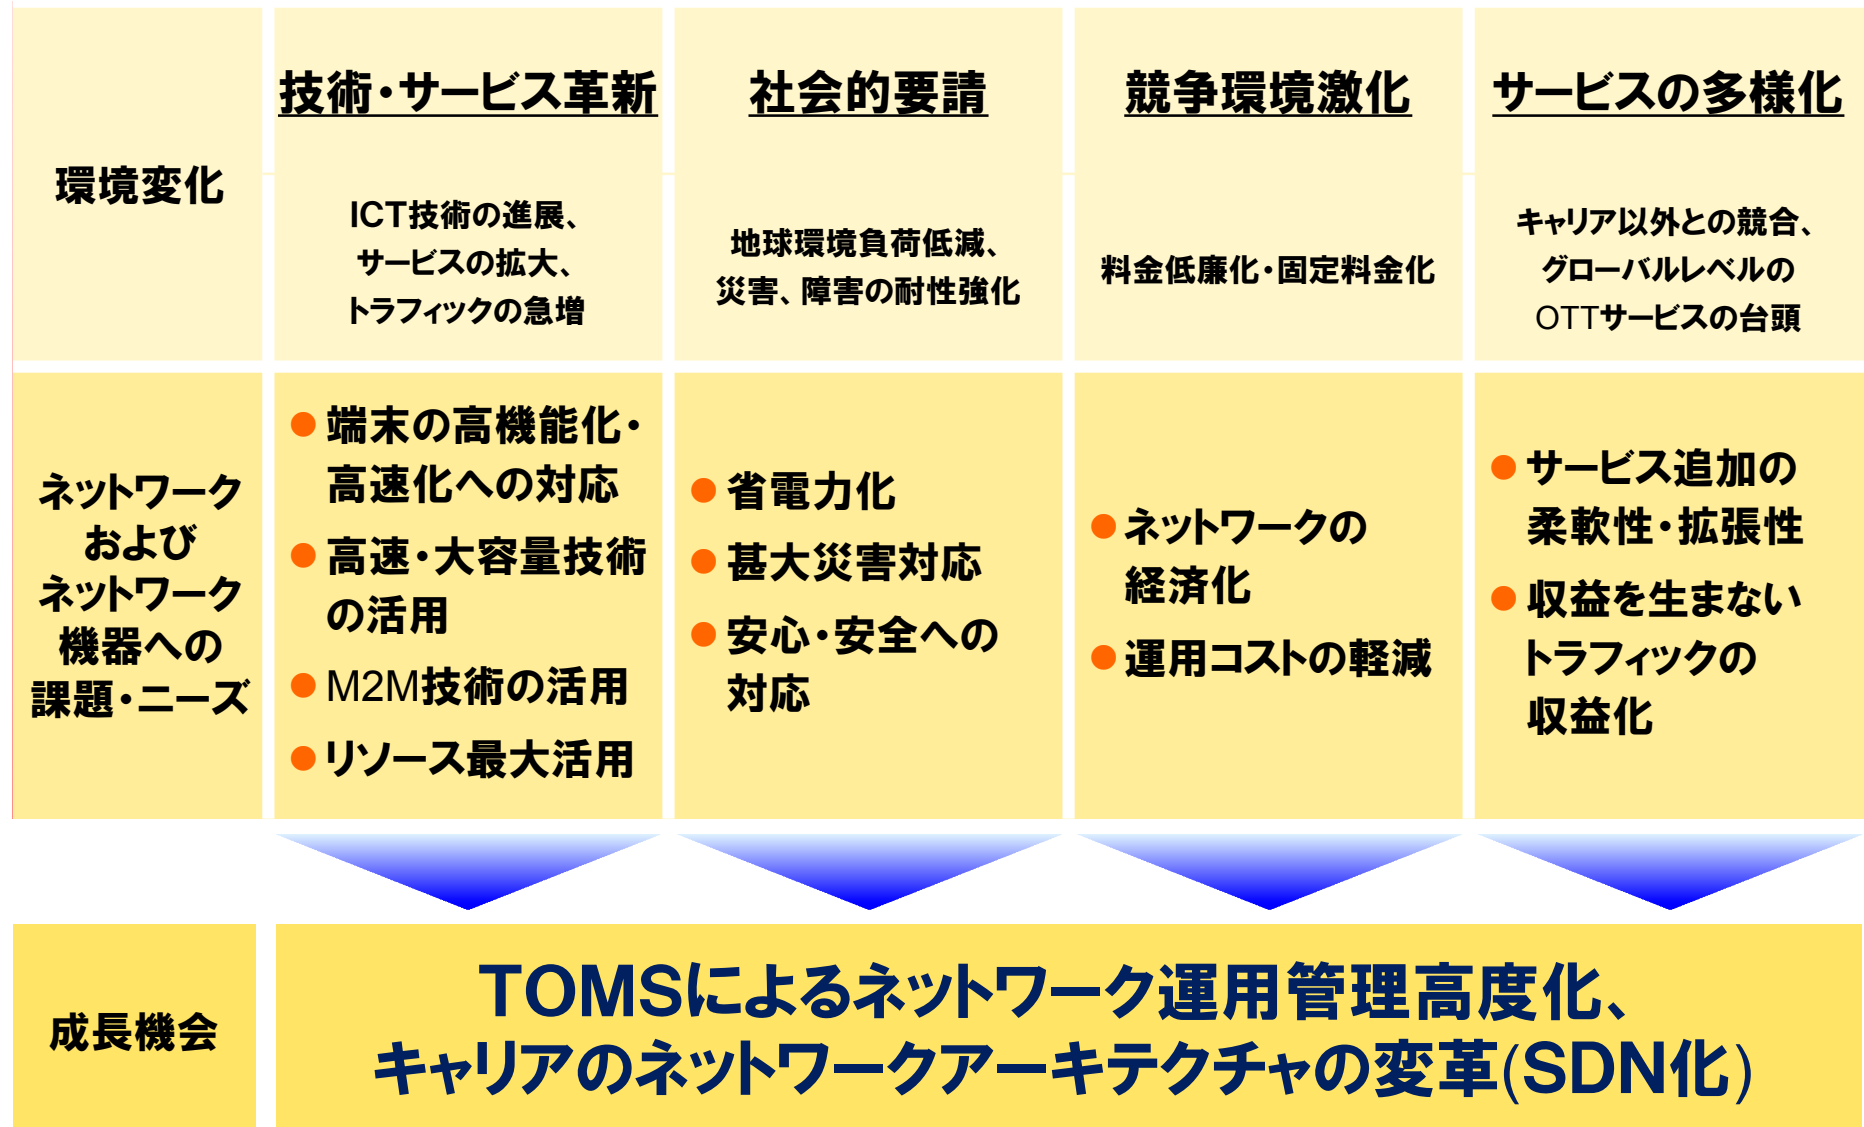 環境変化
技術・サービス革新
ICT技術の進展、
サービスの拡大、
トラフィックの急増
社会的要請
地球環境負荷低減、
災害、障害の耐性強化
競争環境激化
料金低廉化・固定料金化
サービスの多様化
キャリア以外との競合、
グローバルレベルの
OTTサービスの台頭
ネットワーク
および
ネットワーク
機器への
課題・ニーズ
● 端末の高機能化・
高速化への対応
● 高速・大容量技術
の活用
● M2M技術の活用
● リソース最大活用
● 省電力化
● 甚大災害対応
● 安心・安全への
対応
● ネットワークの
経済化
● 運用コストの軽減
● サービス追加の
柔軟性・拡張性
● 収益を生まない
トラフィックの
収益化
成長機会
TOMSによるネットワーク運用管理高度化、
キャリアのネットワークアーキテクチャの変革(SDN化)